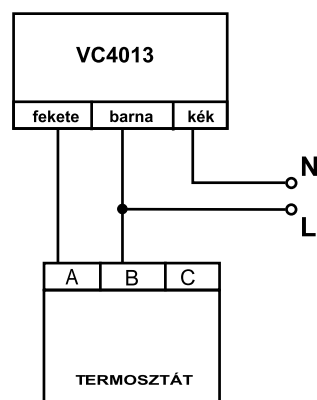 VC4013
fekete barna kék
N
L
A B C
TERMOSZTÁT